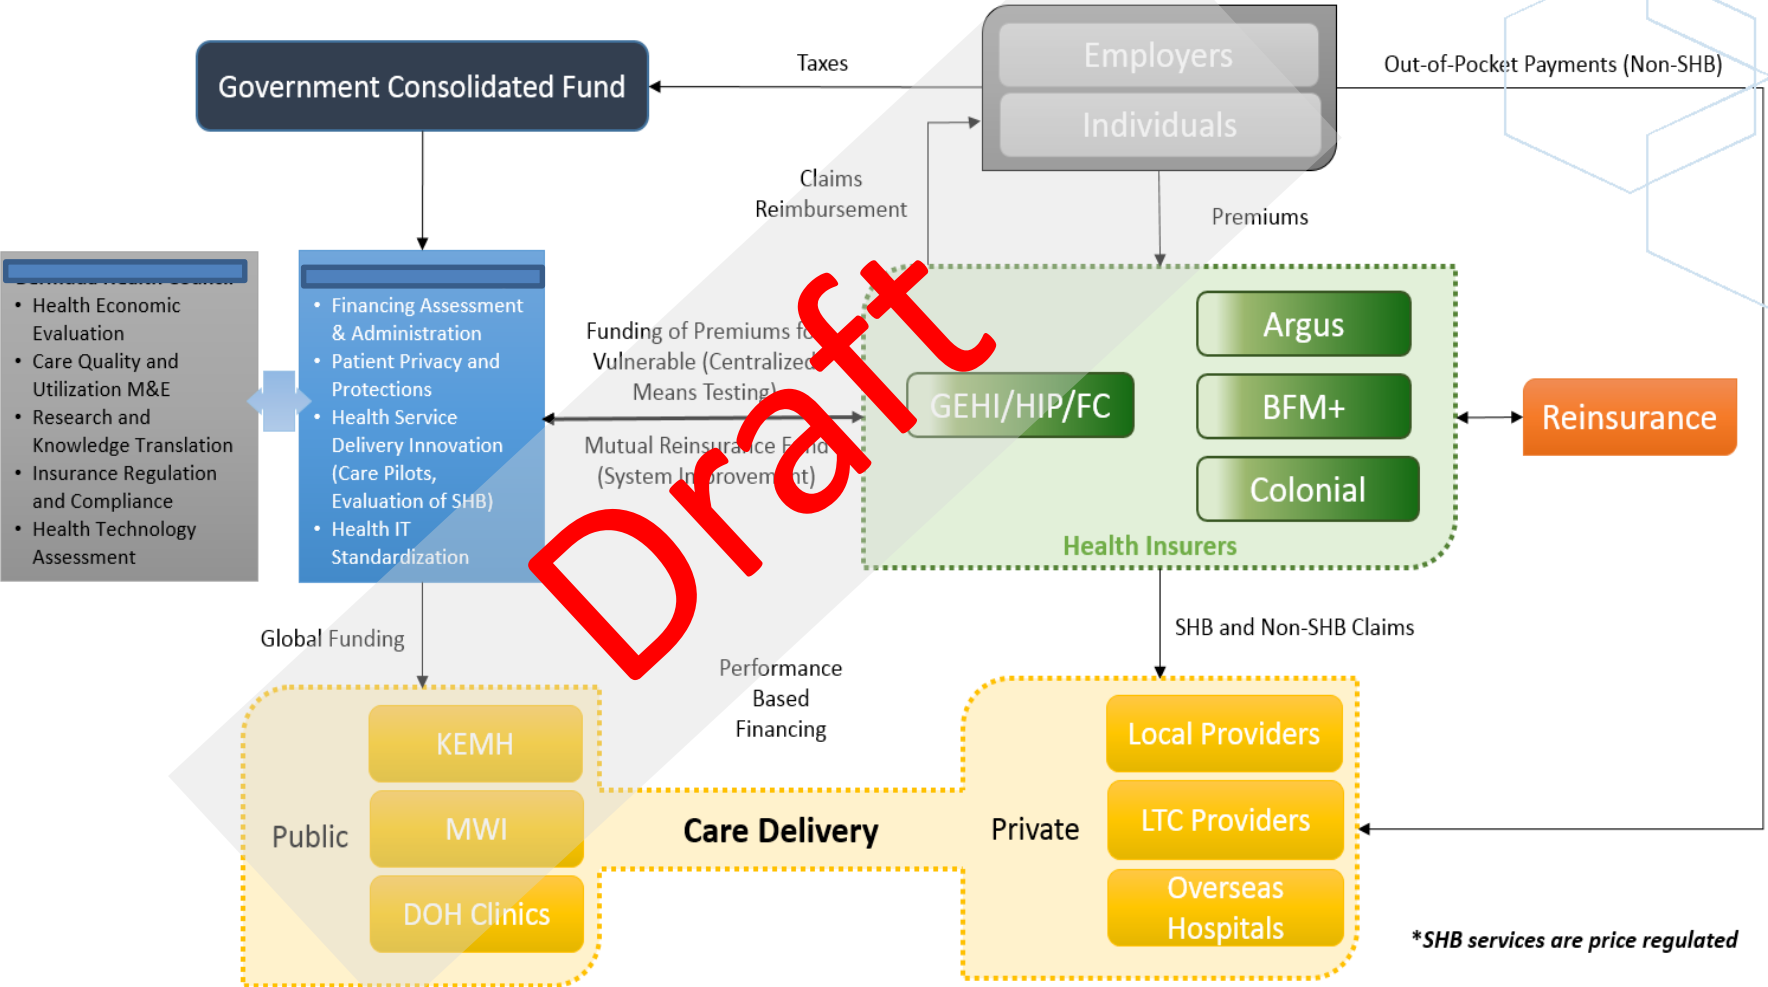 Employers
Individuals
Government Consolidated Fund
Taxes
Out-of-Pocket Payments (Non-SHB)
Claims
Reimbursement
Premiums
• Health Economic
Evaluation
• Care Quality and
Utilization M&E
• Research and
Knowledge Translation
• Insurance Regulation
and Compliance
• Health Technology
Assessment
• Financing Assessment
& Administration
• Patient Privacy and
Protections
• Health Service
Delivery Innovation
(Care Pilots,
Evaluation of SHB)
• Health IT
Standardization
Funding of Premiums for
Vulnerable (Centralized
Means Testing)
Mutual Reinsurance Fund
(System Improvement)
Draft
GEHI/HIP/FC
Argus
BFM+
Colonial
Health Insurers
Reinsurance
Global Funding
SHB and Non-SHB Claims
Performance
Based
Financing
Public
KEMH
MWI
DOH Clinics
Care Delivery
Private
Local Providers
LTC Providers
Overseas
Hospitals
*SHB services are price regulated